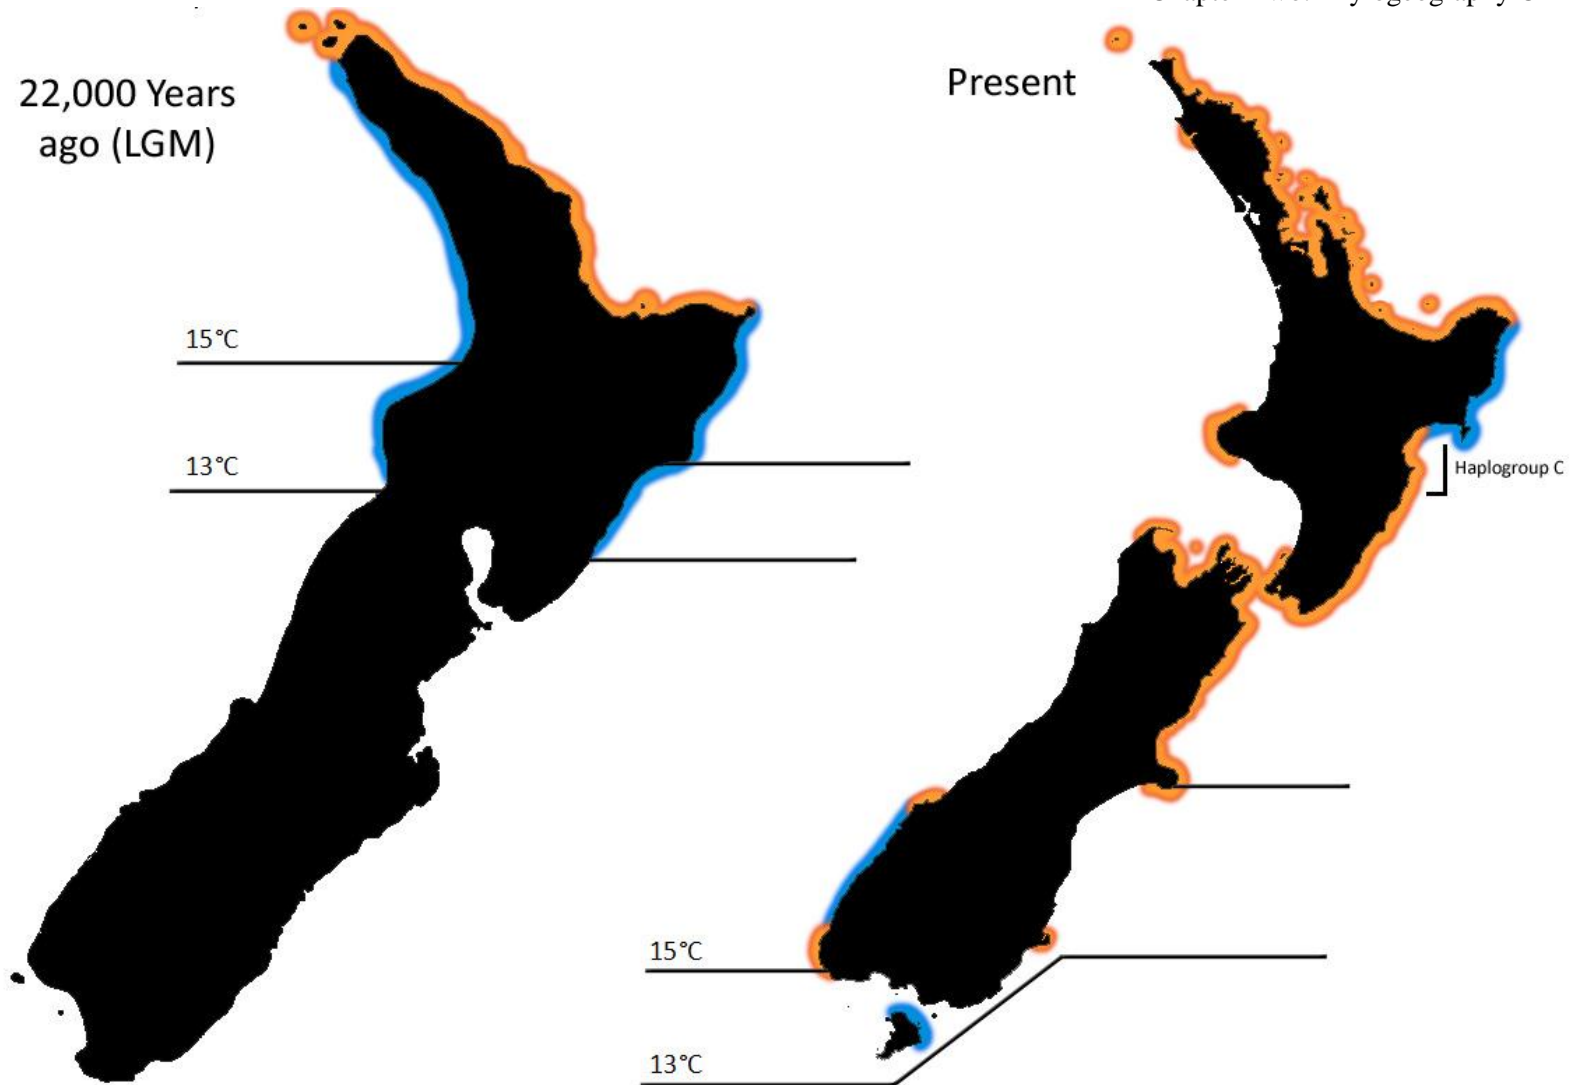 22,000 Years
ago (LGM)
Present
15°C
13°C
Haplogroup C
15°C
13°C